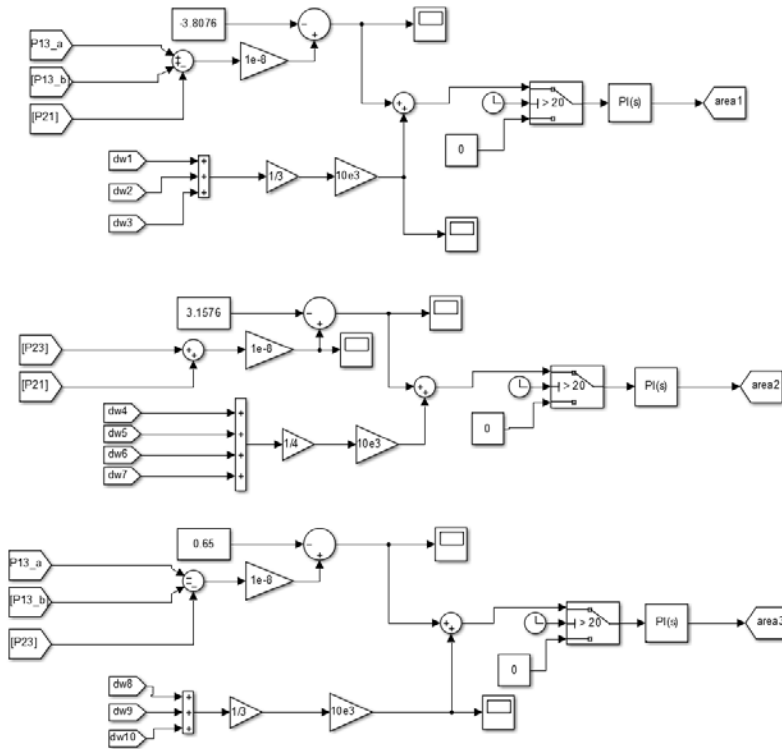 -3.8076
P13_a
[P13_b]
[P21]
1e-8
> 20
PI(s)
area1
0
dw1
dw2
dw3
1/3
10e3
3.1576
[P23]
[P21]
1e-8
> 20
PI(s)
area2
0
dw4
dw5
dw6
dw7
1/4
10e3
0.65
P13_a
[P13_b]
[P23]
1e-8
> 20
PI(s)
area3
0
dw8
dw9
dw10
1/3
10e3